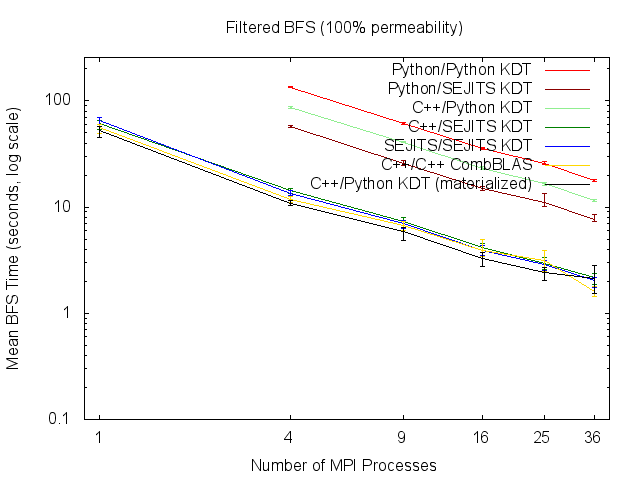 Filtered BFS (100% permeability)
Python/Python KDT
Python/SEJITS KDT
C++/Python KDT
C++/SEJITS KDT
SEJITS/SEJITS KDT
C++/C++ CombBLAS
C++/Python KDT (materialized)
100
10
1
0.1
Mean BFS Time (seconds, log scale)
1 4 9 16 25 36
Number of MPI Processes